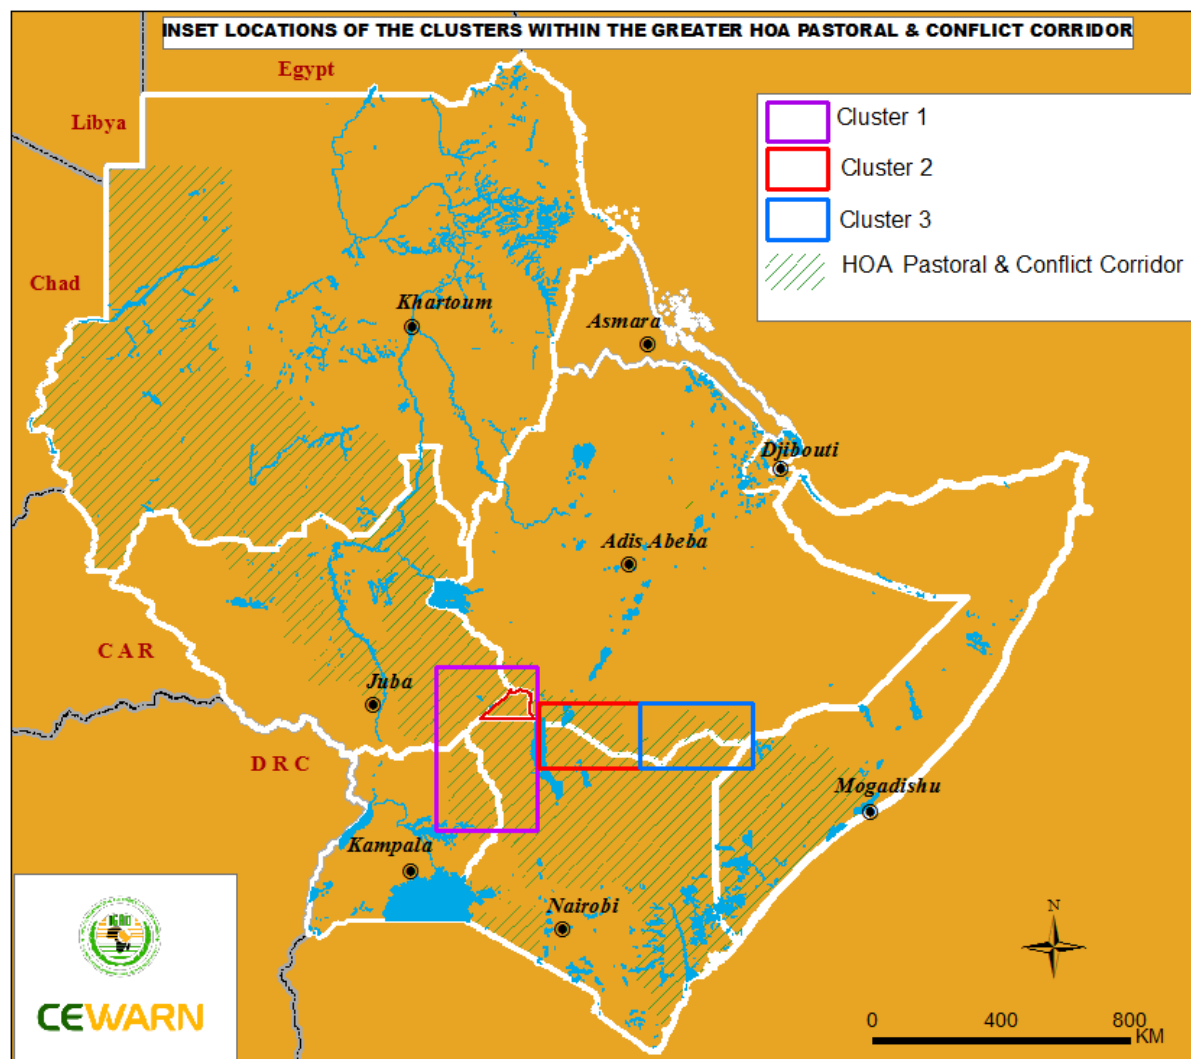 INSET LOCATIONS OF THE CLUSTERS WITHIN THE GREATER HOA PASTORAL & CONFLICT CORRIDOR
Egypt
Libya
Cluster 1
Cluster 2
Cluster 3
HOA Pastoral & Conflict Corridor
Chad
Khartoum
Asmara
Djibouti
Adis Abeba
C A R
Juba
D R C
Mogadishu
Kampala
Nairobi
N
IGAD
CEWARN
0 400 800
KM